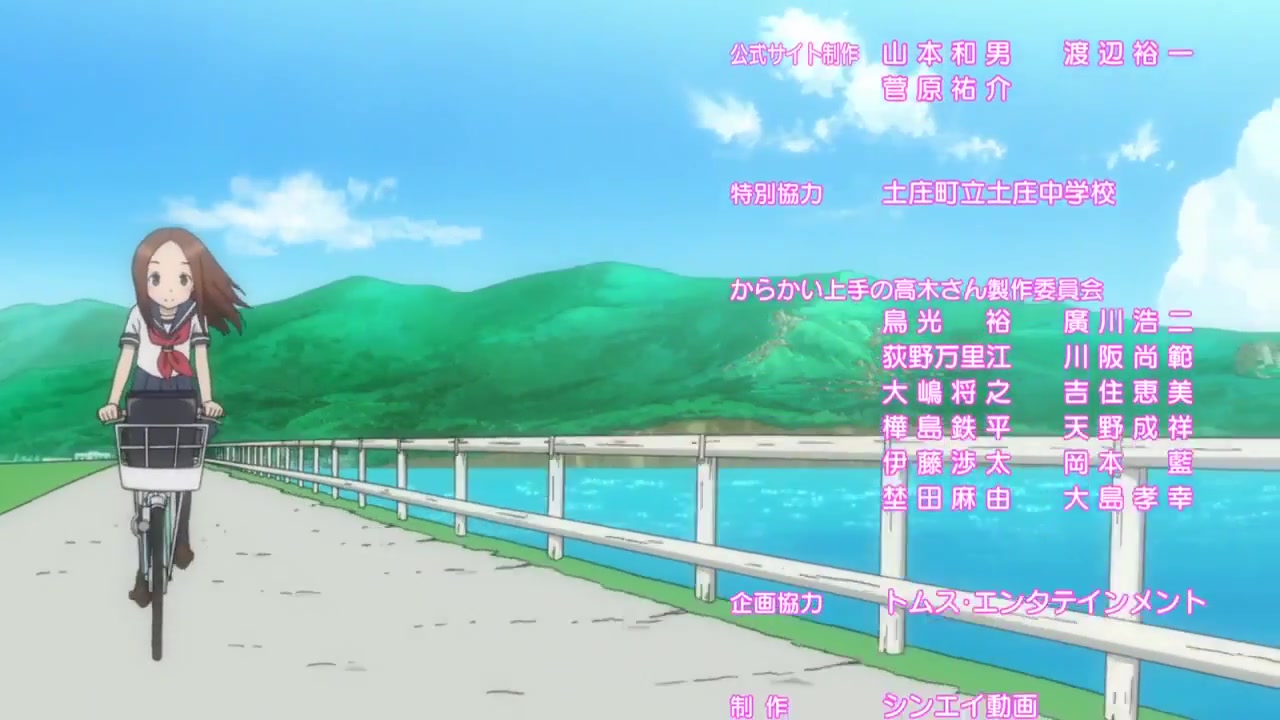 公式サイト制作 山本和男 渡辺裕一
菅原祐介
特別協力 土庄町立土庄中学校
からかい上手の高木さん製作委員会
鳥光 裕 廣川浩二
荻野万里江 川阪尚範
大嶋将之 吉住恵美
樺島鉄平 天野成祥
伊藤渉太 岡本 藍
埜田麻由 大島孝幸
企画協力 トムス・エンタテインメント
制作 シンエイ動画